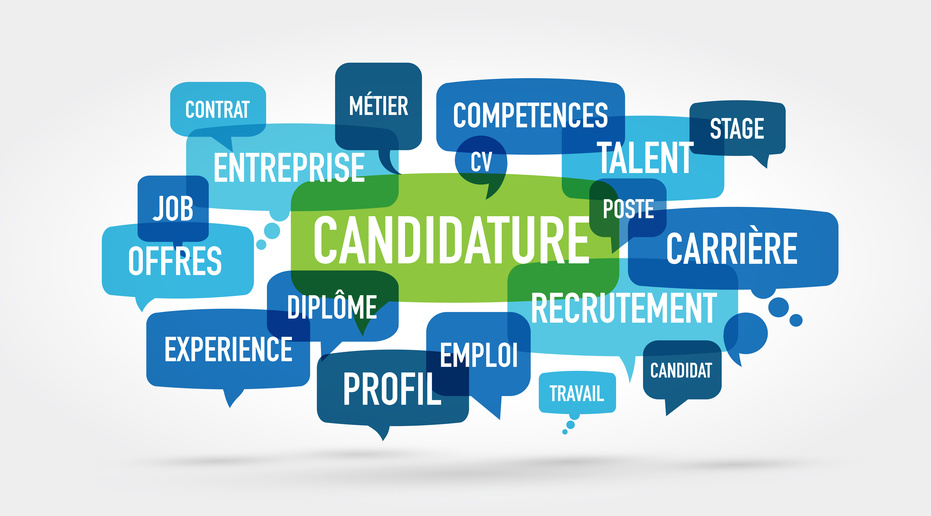 CONTRAT
MÉTIER
COMPETENCES
STAGE
ENTREPRISE
CV
TALENT
JOB
POSTE
OFFRES
CANDIDATURE
CARRIÈRE
DIPLÔME
RECRUTEMENT
EXPERIENCE
EMPLOI
PROFIL
TRAVAIL
CANDIDAT